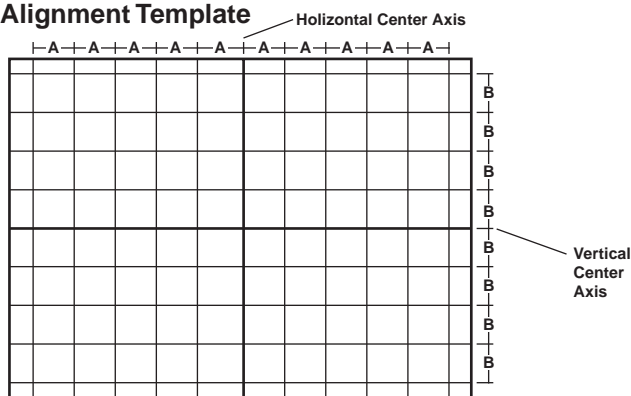 Alignment Template
Holizontal Center Axis
A A A A A A A A A A
B
B
B
B
B
B
B
B
Vertical
Center
Axis